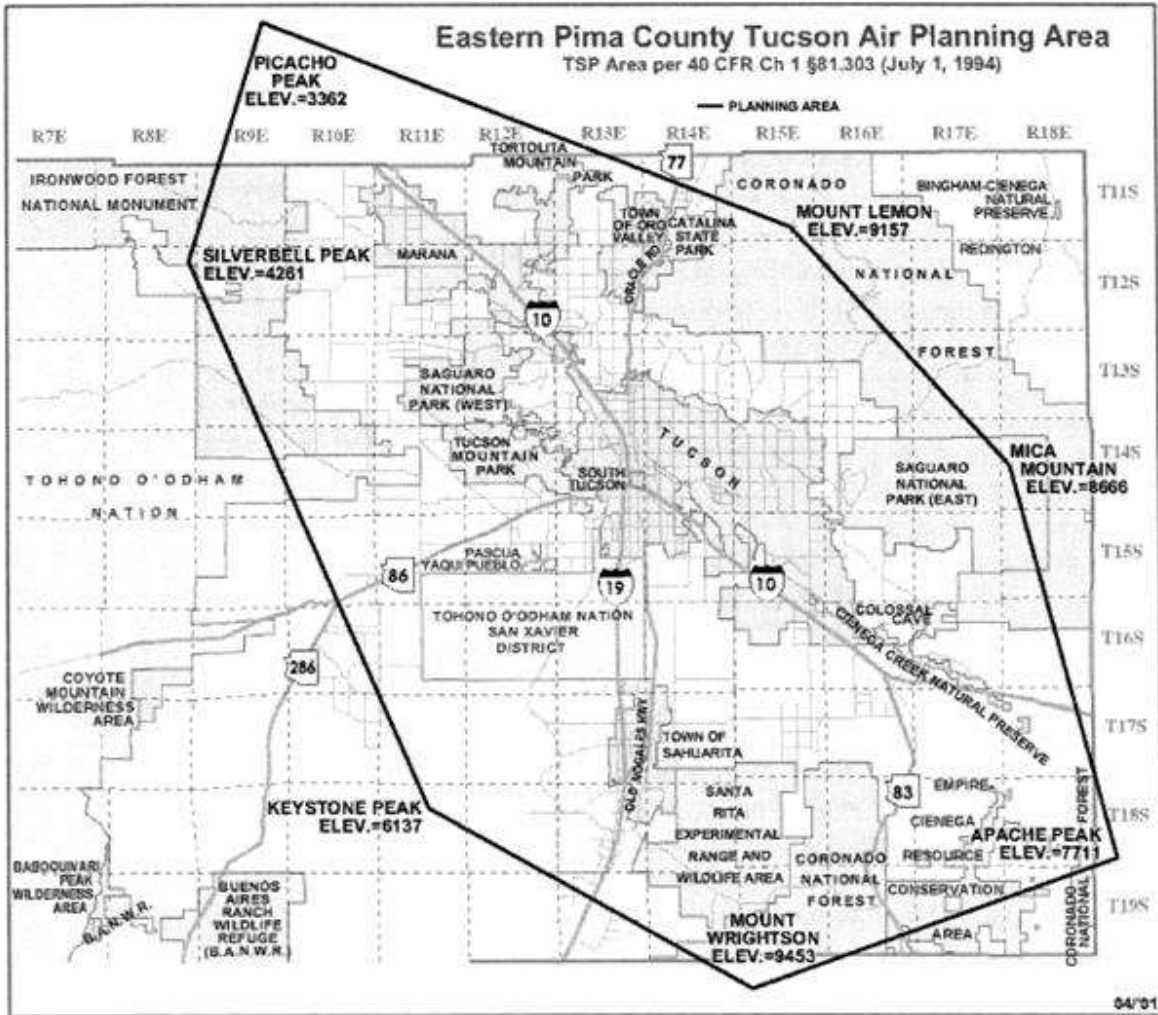 Eastern Pima County Tucson Air Planning Area
TSP Area per 40 CFR Ch 1 §81.303 (July 1, 1994)
PICACHO
PEAK
ELEV.=3362
PLANNING AREA
R7E R8E R9E R10E R11E R12E R13E R14E R15E R16E R17E R18E
TORTOLITA
MOUNTAIN
PARK
77
IRONWOOD FOREST
NATIONAL MONUMENT
CORONADO
NATIONAL
FOREST
BINGHAM-CIENEGA
NATURAL
PRESERVE
T11S
TOWN
OF ORO
VALLEY
CATALINA
STATE
PARK
MOUNT LEMON
ELEV.=9157
REDINGTON
SILVERBELL PEAK
ELEV.=4261
MARANA
ORACLE RD
T12S
10
T13S
SAGUARO
NATIONAL
PARK (WEST)
TUCSON
MOUNTAIN
PARK
TUCSON
SOUTH
TUCSON
SAGUARO
NATIONAL
PARK (EAST)
MICA
MOUNTAIN
ELEV.=8666
T14S
TOHONO O'ODHAM
NATION
T15S
PASCUA
YAQUI PUEBLO
86
19
10
TOHONO O'ODHAM NATION
SAN XAVIER
DISTRICT
COLOSSAL
CAVE
CIENEGA CREEK NATURAL PRESERVE
T16S
286
COYOTE
MOUNTAIN
WILDERNESS
AREA
T17S
OLD NOGALES HWY
TOWN OF
SAHUARITA
KEYSTONE PEAK
ELEV.=6137
SANTA
RITA
EXPERIMENTAL
RANGE AND
WILDLIFE AREA
83
EMPIRE
CIENEGA
RESOURCE
CONSERVATION
AREA
APACHE PEAK
ELEV.=7711
T18S
CORONADO
NATIONAL
FOREST
CORONADO
NATIONAL FOREST
BABOQUIVARI
PEAK
WILDERNESS
AREA
B.A.N.W.R.
BUENOS
AIRES
RANCH
WILDLIFE
REFUGE
(B.A.N.W.R.)
MOUNT
WRIGHTSON
ELEV.=9453
T19S
04/'01